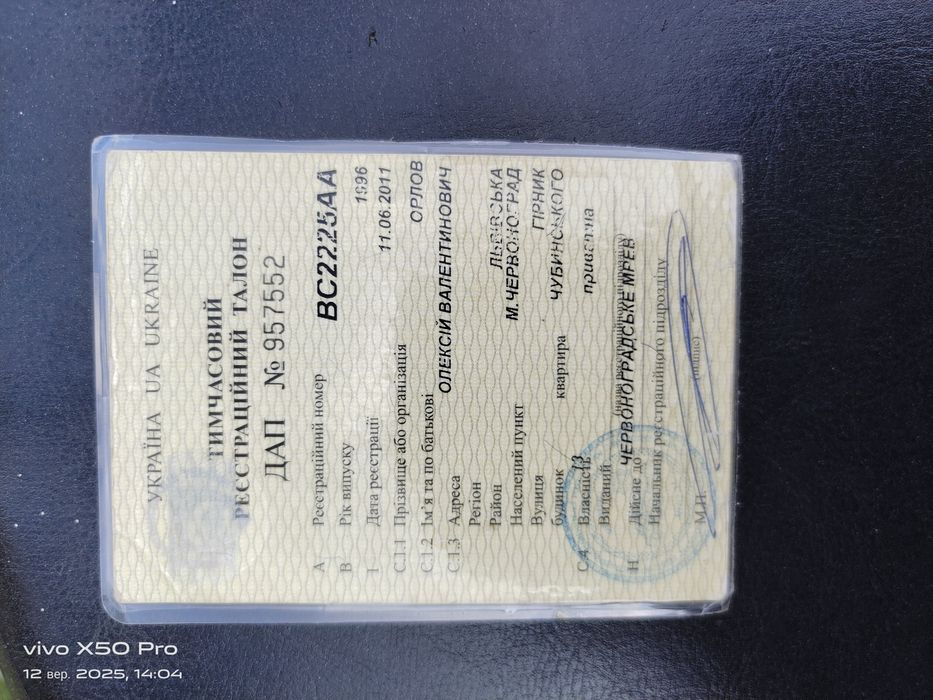 УКРАЇНА UA UKRAINE
ТИМЧАСОВИЙ
РЕЄСТРАЦІЙНИЙ ТАЛОН
ДАП № 957552
A Реєстраційний номер ВС2225АА
B Рік випуску 1996
I Дата реєстрації 11.06.2011
C.1.1 Прізвище або організація ОРЛОВ
C.1.2 Ім'я та по батькові ОЛЕКСІЙ ВАЛЕНТИНОВИЧ
C.1.3 Адреса
Регіон ЛЬВІВСЬКА
Район М.ЧЕРВОНОГРАД
Населений пункт ГІРНИК
Вулиця ЧУБИНСЬКОГО
будинок 13 квартира
C.4 Власність приватна
Виданий ЧЕРВОНОГРАДСЬКЕ МРЕВ
(назва реєстраційного підрозділу)
H Дійсне до
Начальник реєстраційного підрозділу
(підпис)
М.П.
vivo X50 Pro
12 вер. 2025, 14:04